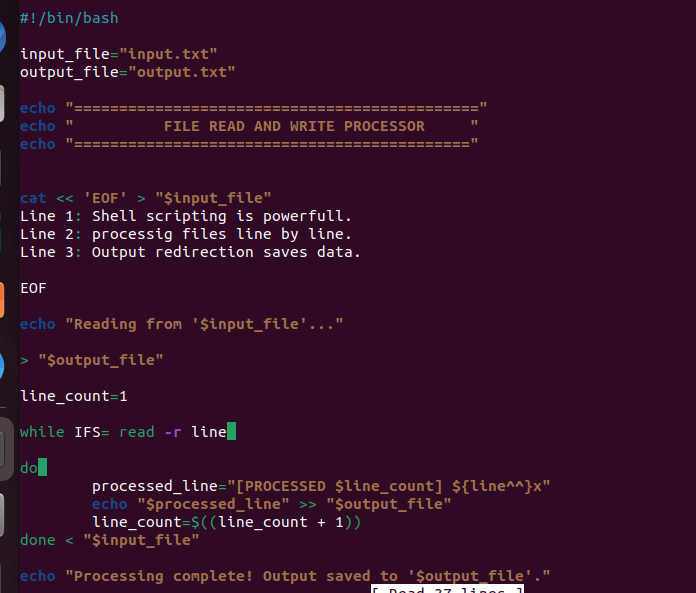 #!/bin/bash
input_file="input.txt"
output_file="output.txt"
echo "============================================="
echo "          FILE READ AND WRITE PROCESSOR     "
echo "============================================"
cat << 'EOF' > "$input_file"
Line 1: Shell scripting is powerfull.
Line 2: processig files line by line.
Line 3: Output redirection saves data.
EOF
echo "Reading from '$input_file'..."
> "$output_file"
line_count=1
while IFS= read -r line
do
        processed_line="[PROCESSED $line_count] ${line^^}x"
        echo "$processed_line" >> "$output_file"
        line_count=$((line_count + 1))
done < "$input_file"
echo "Processing complete! Output saved to '$output_file'."
[ Read 37 lines ]